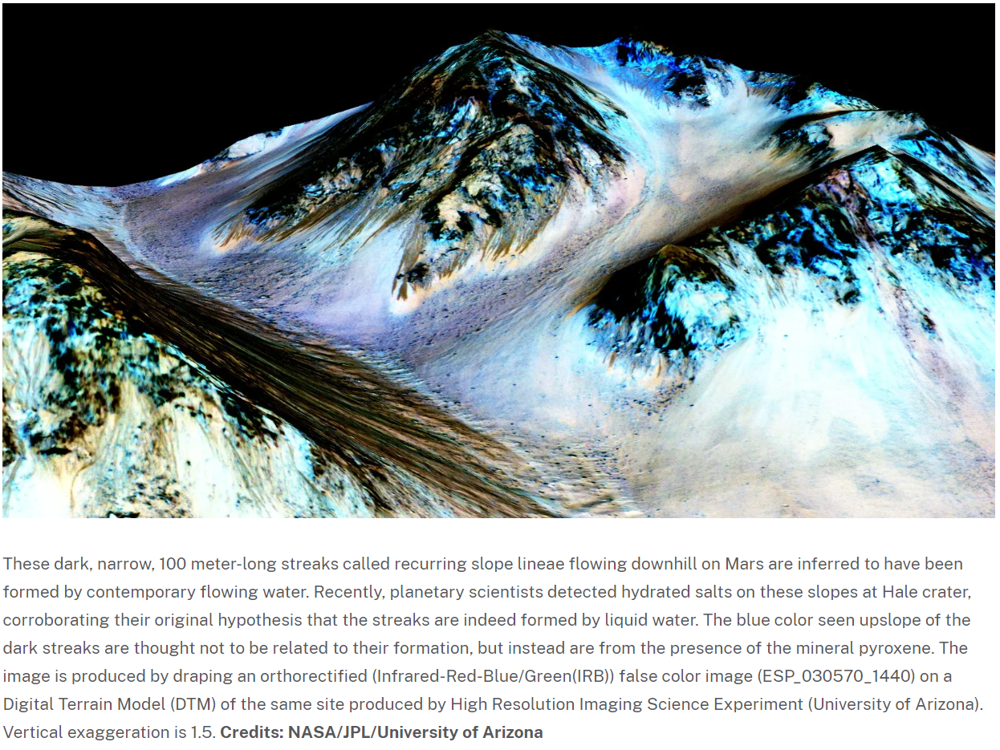 These dark, narrow, 100 meter-long streaks called recurring slope lineae flowing downhill on Mars are inferred to have been
formed by contemporary flowing water. Recently, planetary scientists detected hydrated salts on these slopes at Hale crater,
corroborating their original hypothesis that the streaks are indeed formed by liquid water. The blue color seen upslope of the
dark streaks are thought not to be related to their formation, but instead are from the presence of the mineral pyroxene. The
image is produced by draping an orthorectified (Infrared-Red-Blue/Green(IRB)) false color image (ESP_030570_1440) on a
Digital Terrain Model (DTM) of the same site produced by High Resolution Imaging Science Experiment (University of Arizona).
Vertical exaggeration is 1.5. Credits: NASA/JPL/University of Arizona